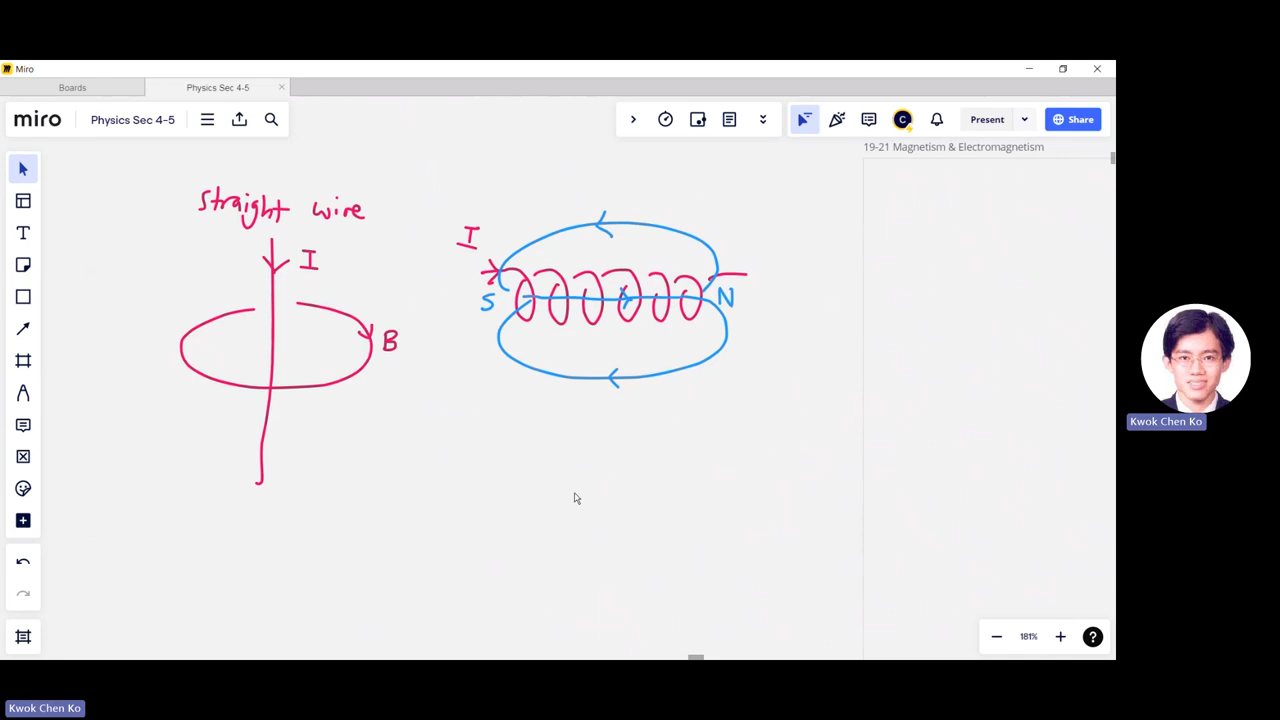 Miro
Boards
Physics Sec 4-5
miro
Physics Sec 4-5
Present
Share
19-21 Magnetism & Electromagnetism
straight wire
I
B
I
S
N
Kwok Chen Ko
C
T
181%
?
Kwok Chen Ko